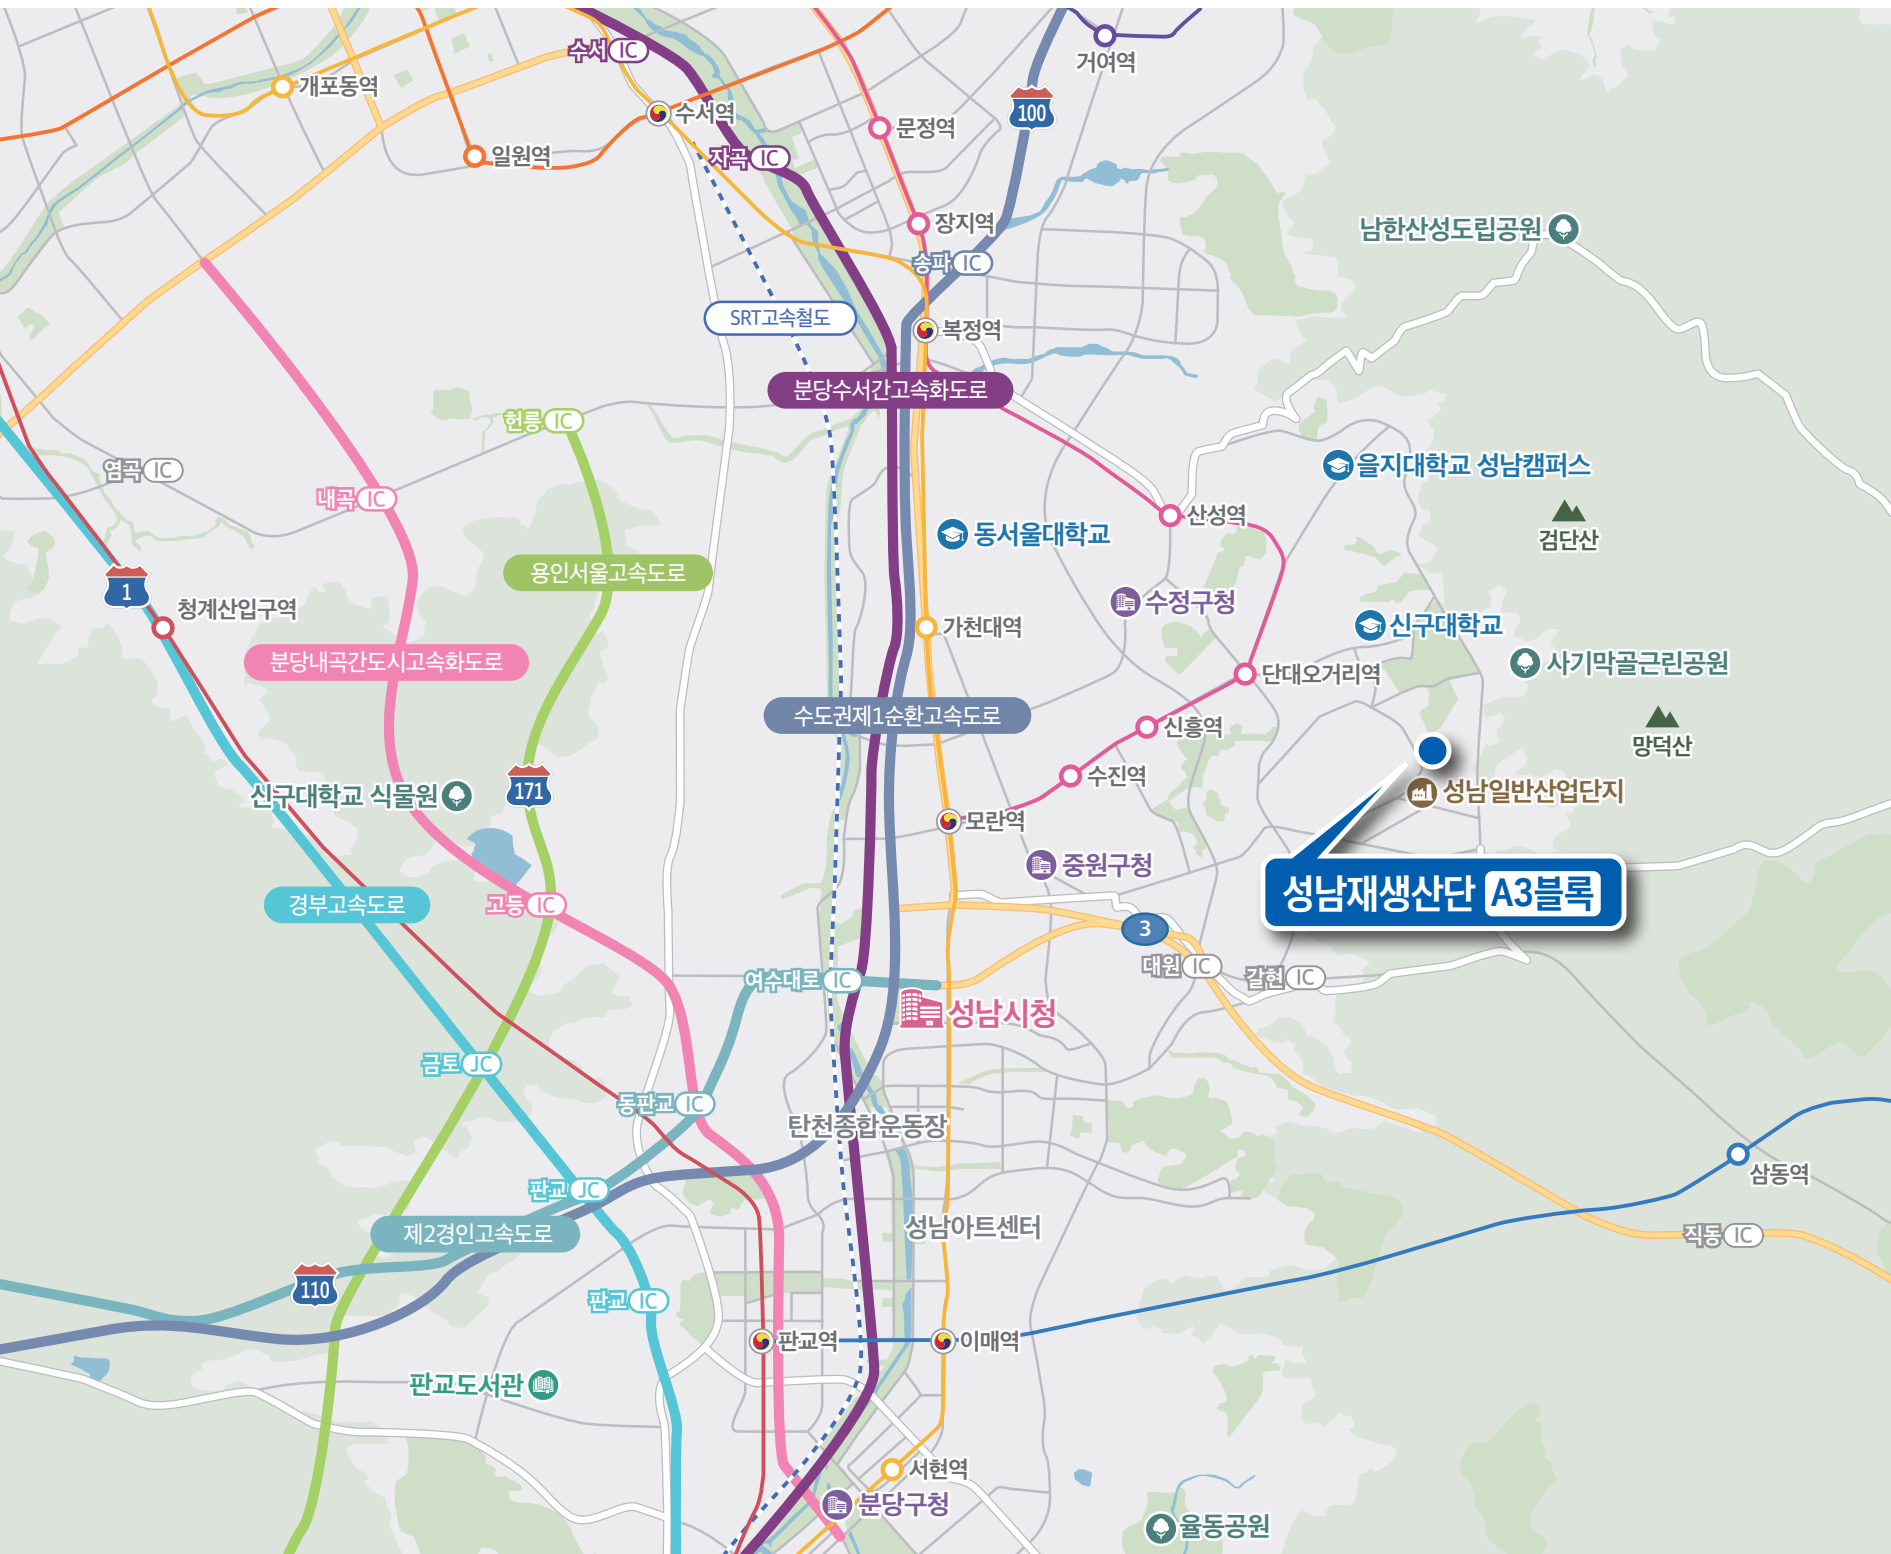 수서 IC
거여역
개포동역
100
수서역
문정역
일원역
자곡 IC
장지역
남한산성도립공원
송파 IC
SRT고속철도
복정역
분당수서간고속화도로
헌릉 IC
염곡 IC
을지대학교 성남캠퍼스
내곡 IC
산성역
동서울대학교
검단산
용인서울고속도로
1
청계산입구역
수정구청
가천대역
신구대학교
분당내곡간도시고속화도로
사기막골근린공원
단대오거리역
수도권제1순환고속도로
신흥역
망덕산
수진역
171
신구대학교 식물원
성남일반산업단지
모란역
중원구청
성남재생산단 A3블록
경부고속도로
고등 IC
3
대원 IC
갈현 IC
여수대로 IC
성남시청
금토 JC
동판교 IC
탄천종합운동장
삼동역
판교 JC
성남아트센터
제2경인고속도로
직동 IC
110
판교 IC
판교역
이매역
판교도서관
서현역
분당구청
율동공원